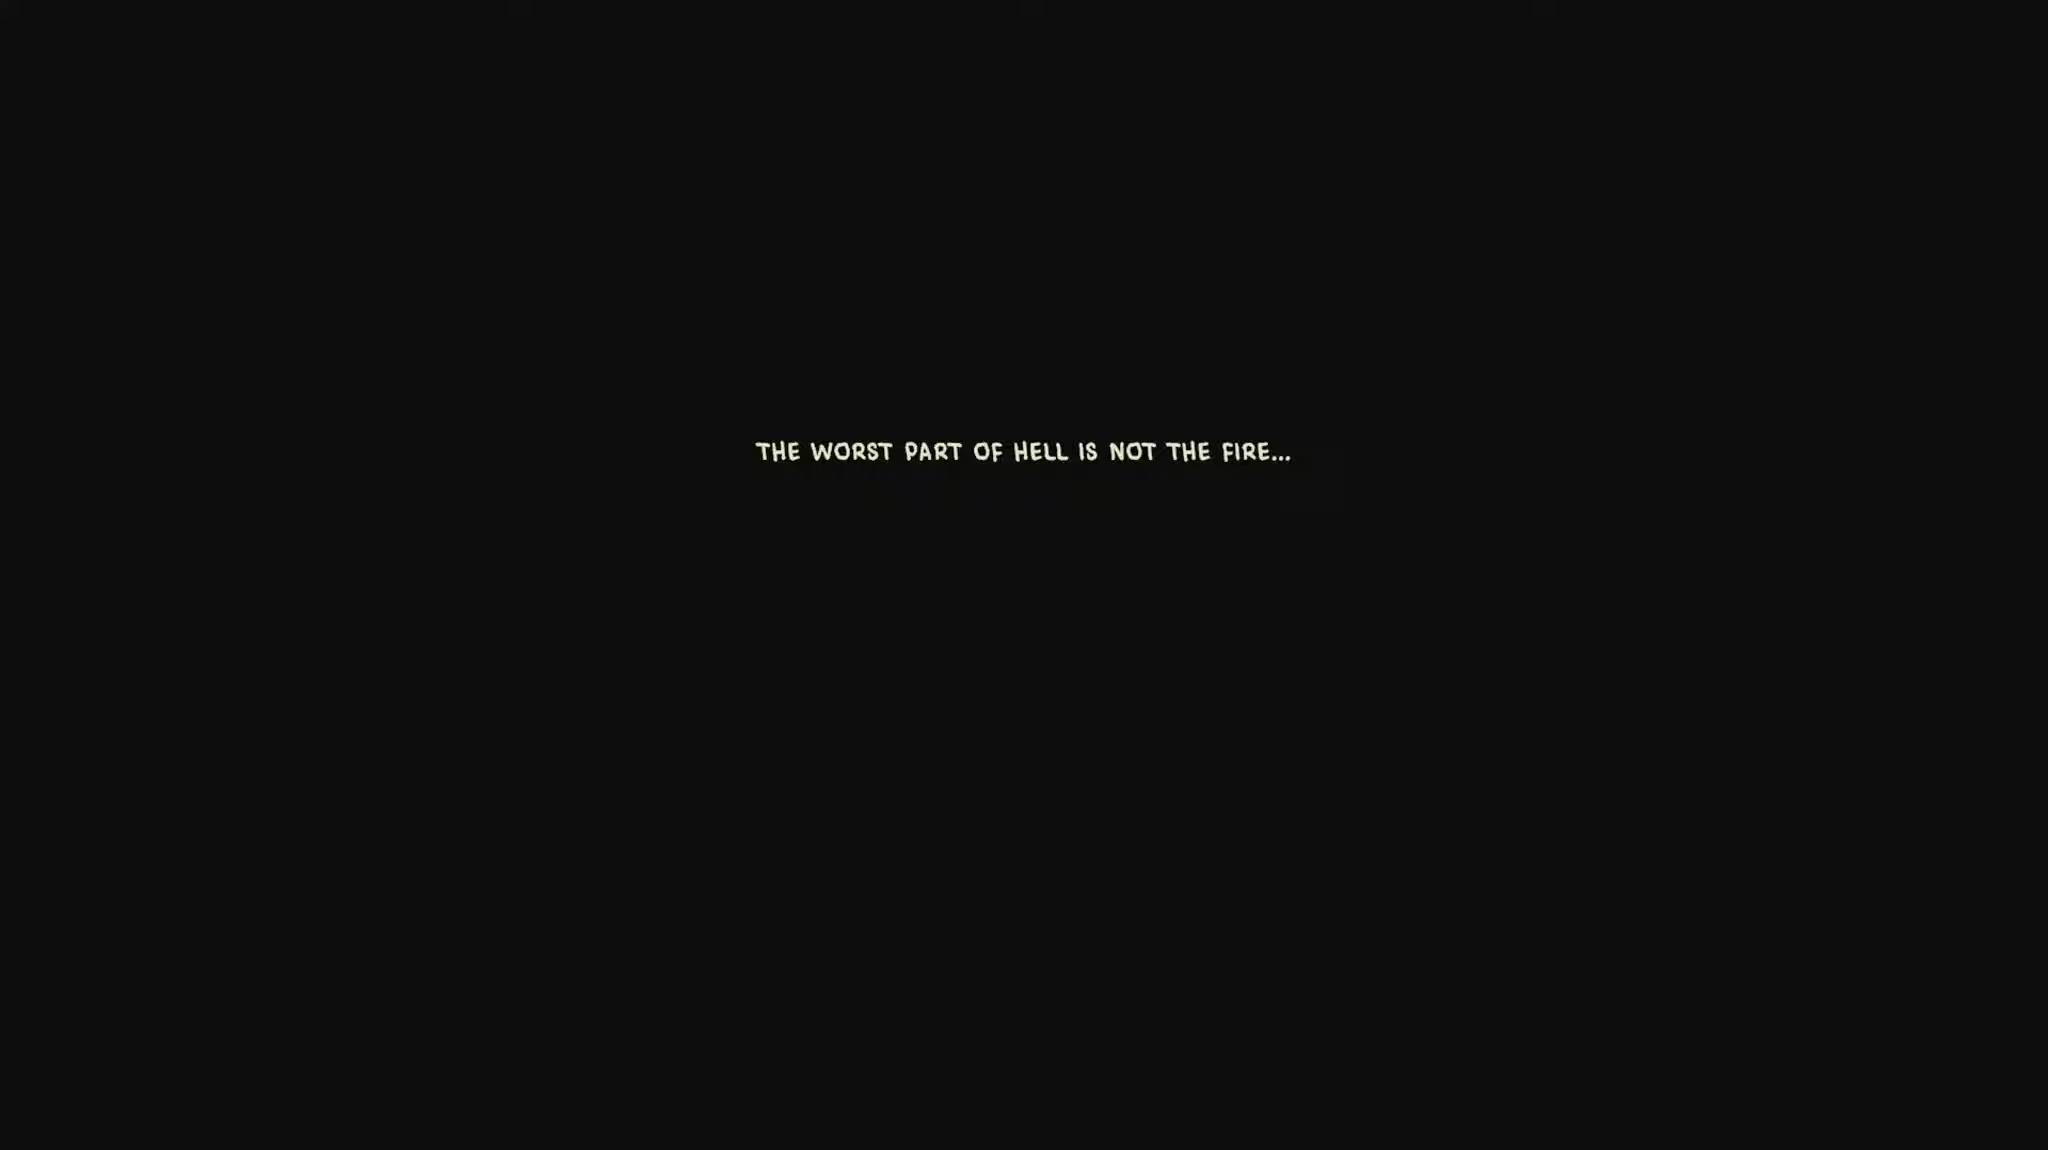 THE WORST PART OF HELL IS NOT THE FIRE...